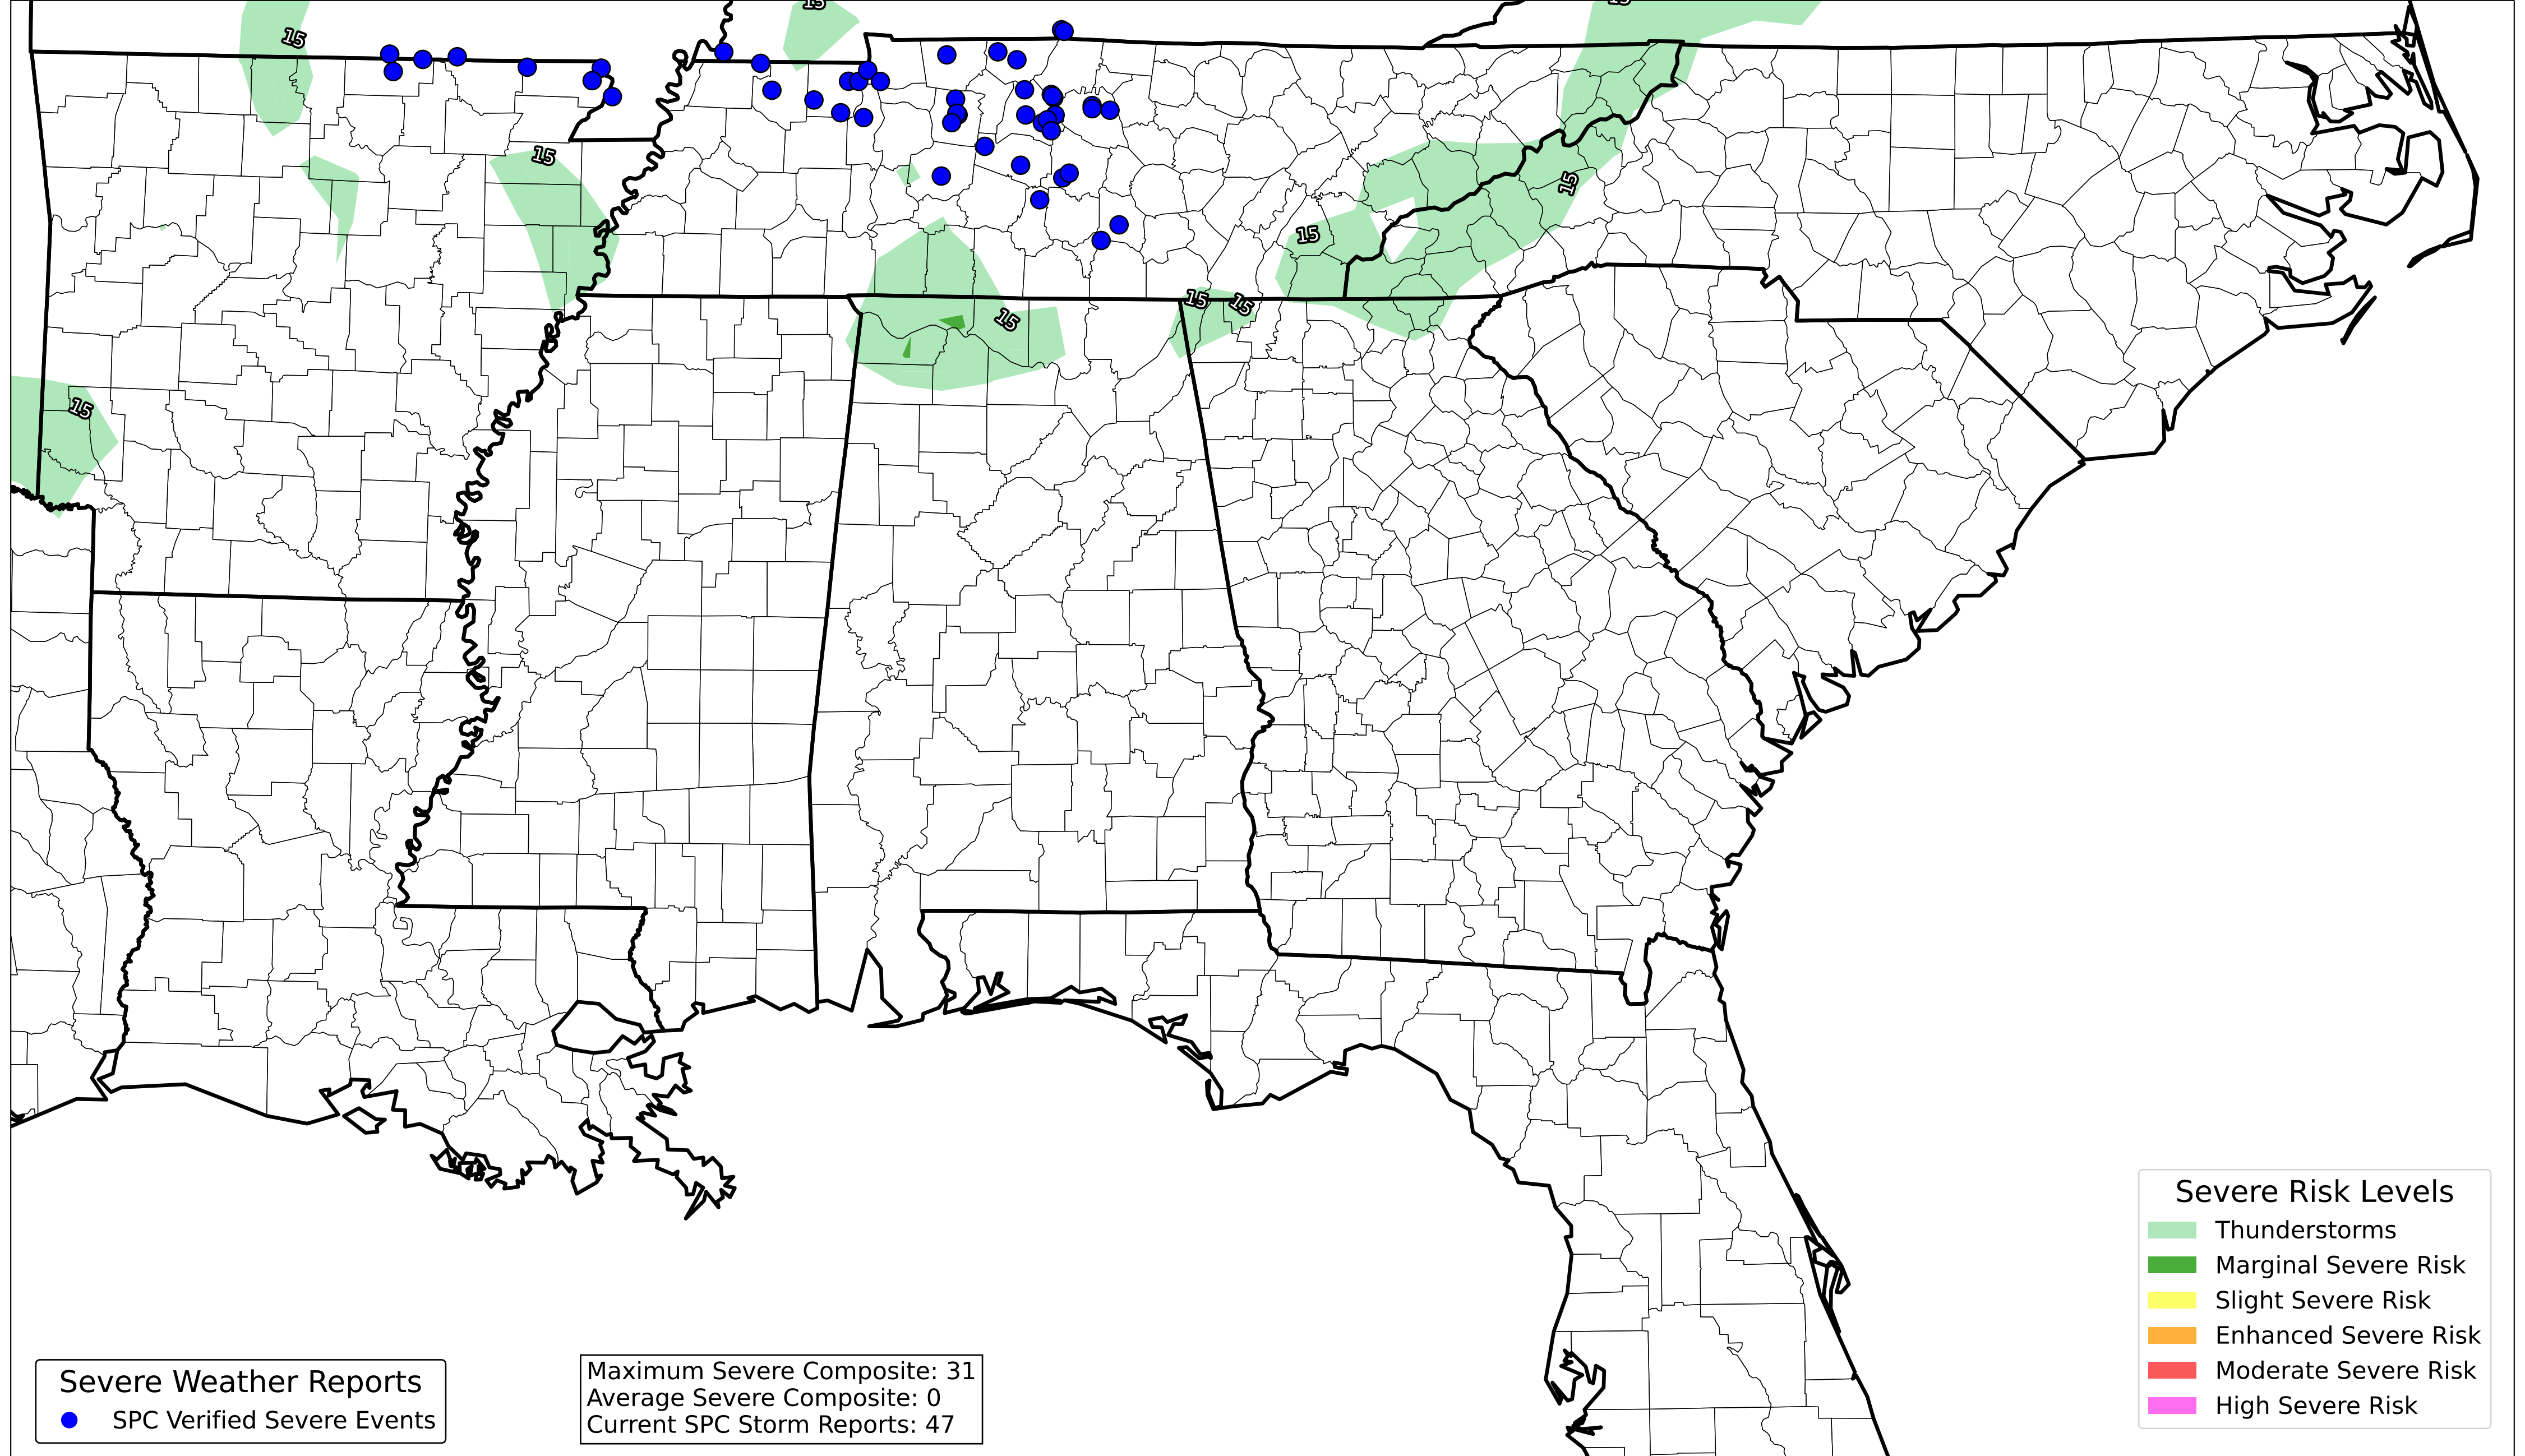 15
15
15
15
15
15
15
15
15
15
Severe Risk Levels
Thunderstorms
Marginal Severe Risk
Slight Severe Risk
Enhanced Severe Risk
Moderate Severe Risk
High Severe Risk
Severe Weather Reports
SPC Verified Severe Events
Maximum Severe Composite: 31
Average Severe Composite: 0
Current SPC Storm Reports: 47